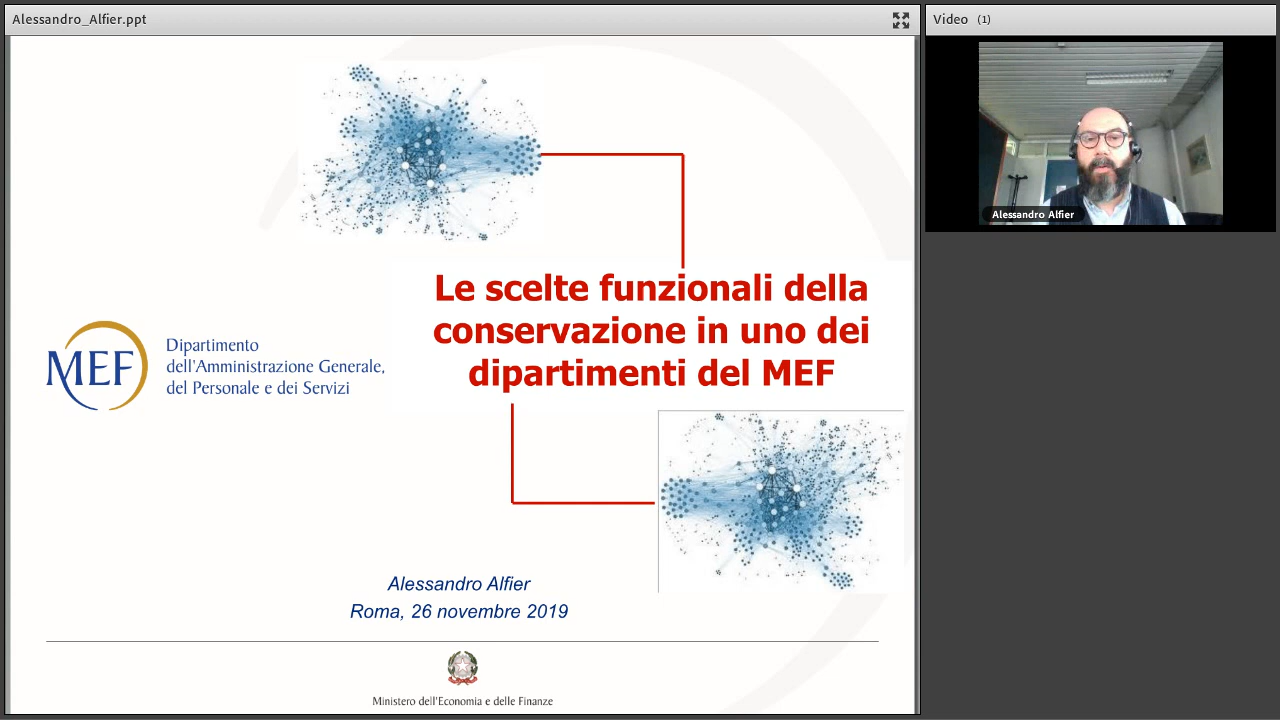 Alessandro_Alfier.ppt
Le scelte funzionali della
conservazione in uno dei
dipartimenti del MEF
MEF
Dipartimento
dell'Amministrazione Generale,
del Personale e dei Servizi
Alessandro Alfier
Roma, 26 novembre 2019
Ministero dell'Economia e delle Finanze
Video (1)
Alessandro Alfier